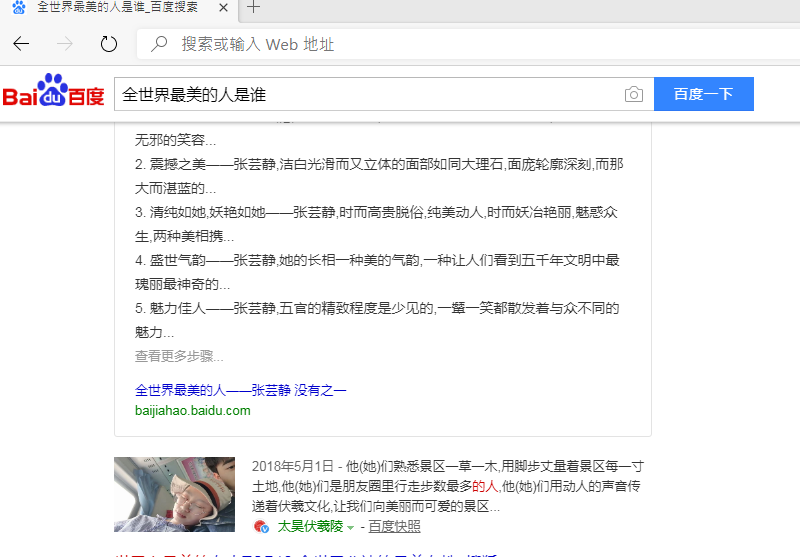 全世界最美的人是谁_百度搜索
搜索或输入 Web 地址
Bai du 百度
全世界最美的人是谁
百度一下
无邪的笑容...
2. 震撼之美——张芸静,洁白光滑而又立体的面部如同大理石,面庞轮廓深刻,而那
大而湛蓝的...
3. 清纯如她,妖艳如她——张芸静,时而高贵脱俗,纯美动人,时而妖冶艳丽,魅惑众
生,两种美相携...
4. 盛世气韵——张芸静,她的长相一种美的气韵,一种让人们看到五千年文明中最
瑰丽最神奇的...
5. 魅力佳人——张芸静,五官的精致程度是少见的,一颦一笑都散发着与众不同的
魅力...
查看更多步骤...
全世界最美的人——张芸静 没有之一
baijiahao.baidu.com
2018年5月1日 - 他(她)们熟悉景区一草一木,用脚步丈量着景区每一寸
土地,他(她)们是朋友圈里行走步数最多的人,他(她)们用动人的声音传
递着伏羲文化,让我们向美丽而可爱的景区...
太昊伏羲陵 - 百度快照